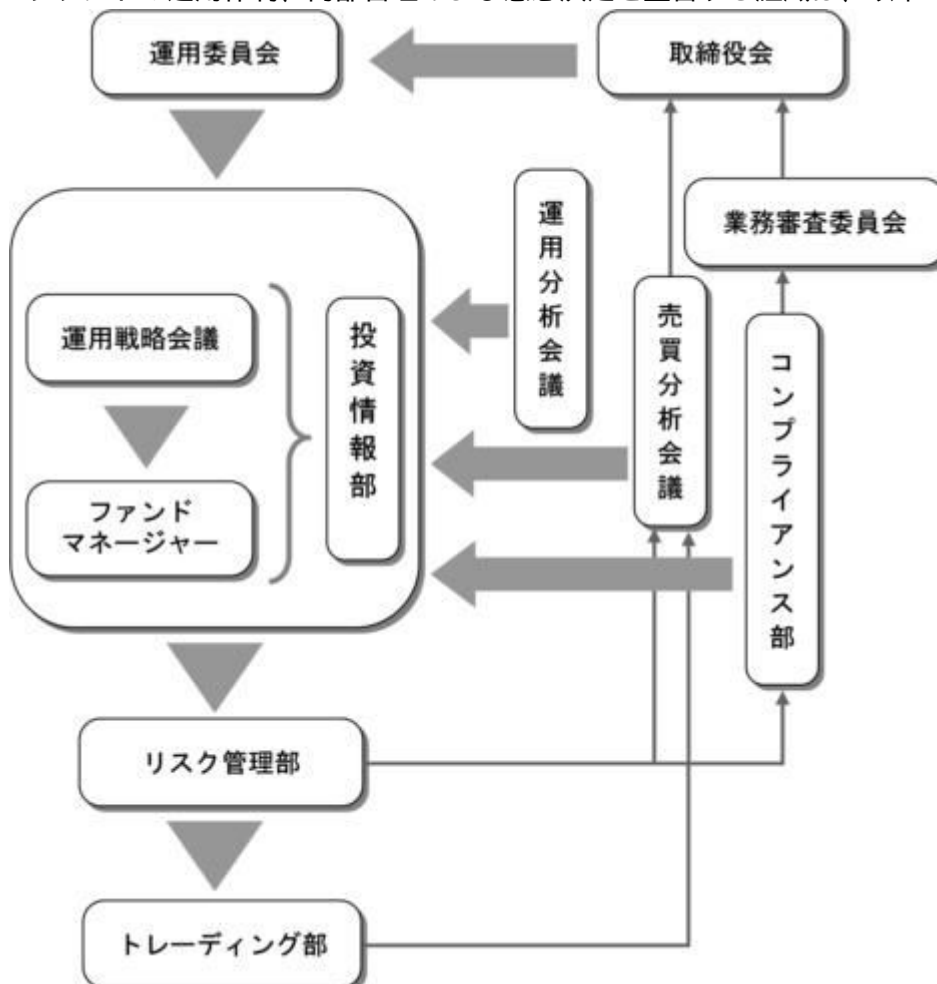 運用委員会
取締役会
業務審査委員会
運用分析会議
売買分析会議
コンプライアンス部
運用戦略会議
投資情報部
ファンド
マネージャー
リスク管理部
トレーディング部